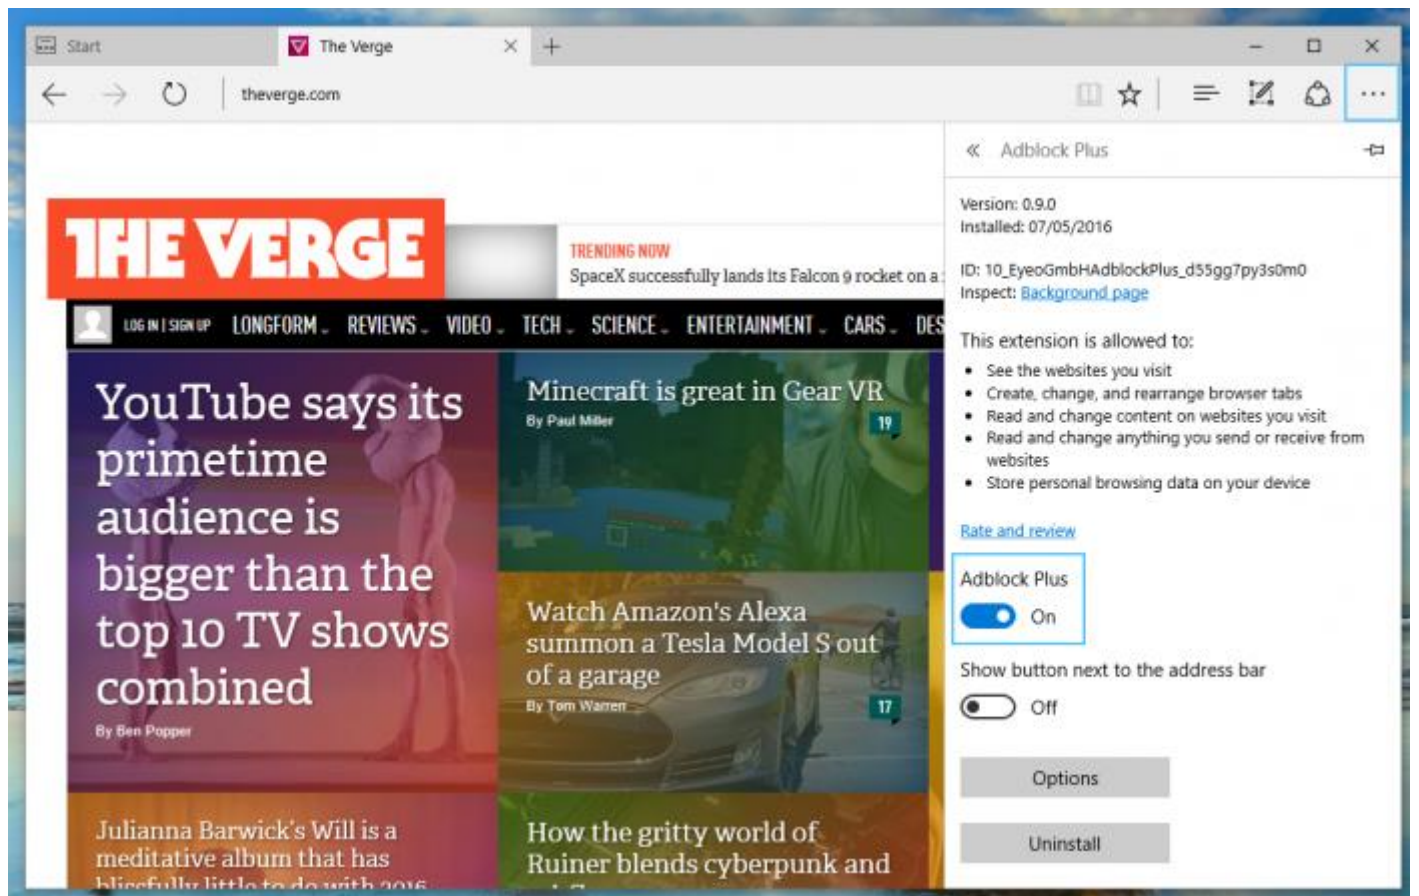 Start
The Verge
theverge.com
Adblock Plus
Version: 0.9.0
Installed: 07/05/2016
ID: 10_EyeoGmbHAdblockPlus_d55gg7py3s0m0
Inspect: Background page
This extension is allowed to:
See the websites you visit
Create, change, and rearrange browser tabs
Read and change content on websites you visit
Read and change anything you send or receive from
websites
Store personal browsing data on your device
Rate and review
Adblock Plus
On
Show button next to the address bar
Off
Options
Uninstall
THE VERGE
TRENDING NOW
SpaceX successfully lands its Falcon 9 rocket on a
LOG IN | SIGN UP LONGFORM REVIEWS VIDEO TECH SCIENCE ENTERTAINMENT CARS DES
YouTube says its
primetime
audience is
bigger than the
top 10 TV shows
combined
By Ben Popper
Minecraft is great in Gear VR
By Paul Miller
19
Watch Amazon's Alexa
summon a Tesla Model S out
of a garage
By Tom Warren
17
Julianna Barwick's Will is a
meditative album that has
blissfully little to do with 2016
How the gritty world of
Ruiner blends cyberpunk and